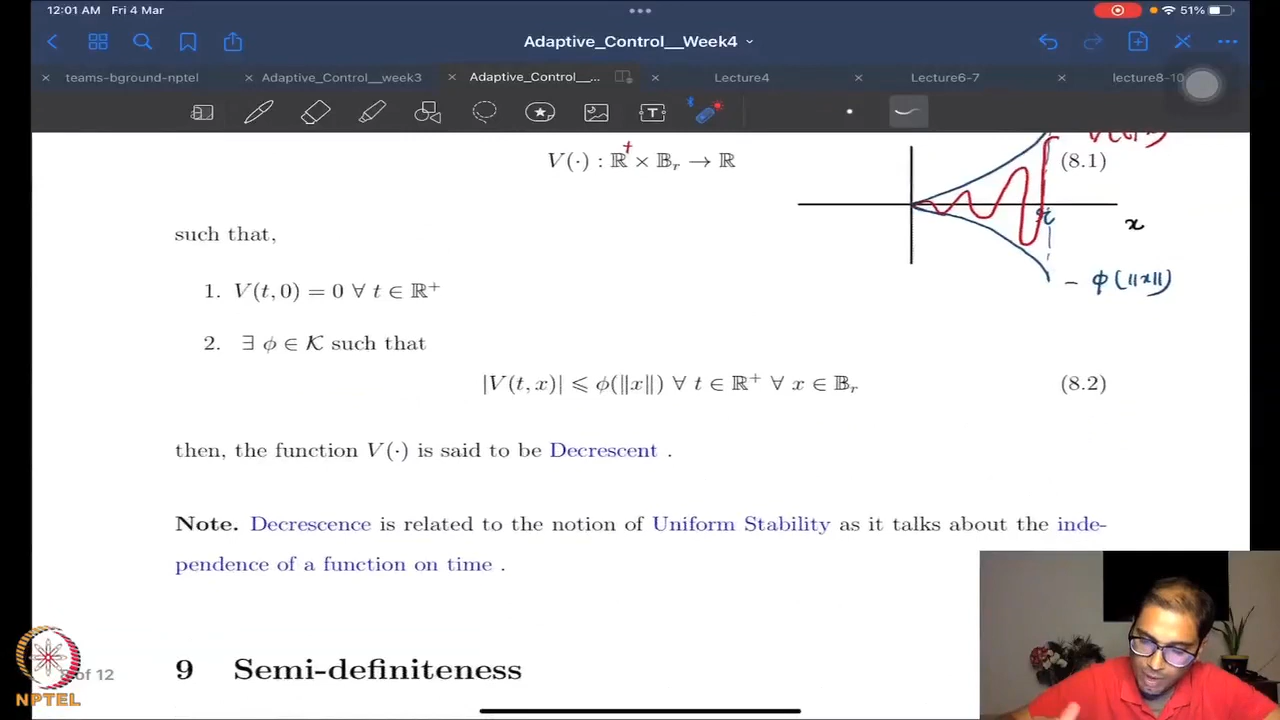 12:01 AM Fri 4 Mar
51%
Adaptive_Control__Week4
teams-bground-nptel
Adaptive_Control__week3
Adaptive_Control__...
Lecture4
Lecture6-7
lecture8-10
V(·) : ℝ⁺ × 𝔹ᵣ → ℝ (8.1)
r
x
such that,
− ϕ(||x||)
1. V(t, 0) = 0 ∀ t ∈ ℝ⁺
2. ∃ ϕ ∈ 𝒦 such that
|V(t, x)| ⩽ ϕ(‖x‖) ∀ t ∈ ℝ⁺ ∀ x ∈ 𝔹ᵣ (8.2)
then, the function V(·) is said to be Decrescent .
Note. Decrescence is related to the notion of Uniform Stability as it talks about the inde-
pendence of a function on time .
9 Semi-definiteness
of 12
NPTEL